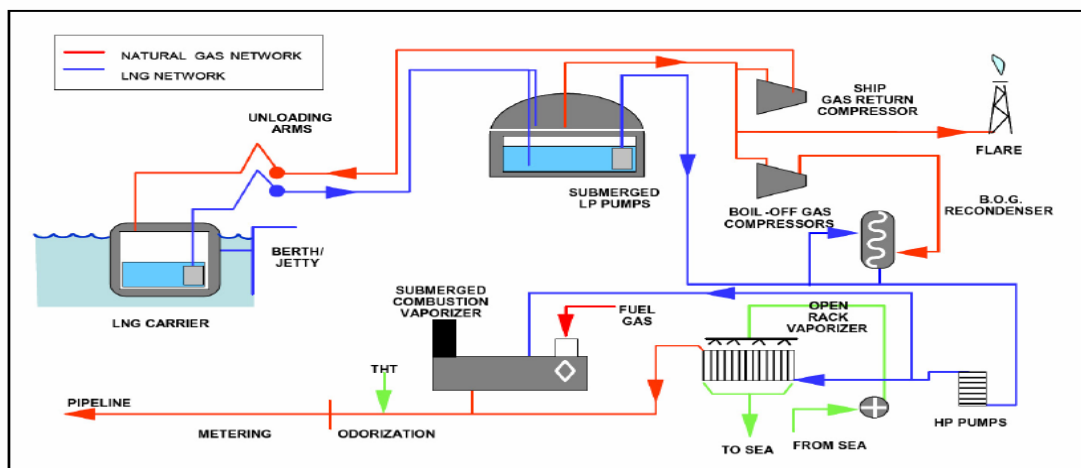 NATURAL GAS NETWORK
LNG NETWORK
UNLOADING
ARMS
SHIP
GAS RETURN
COMPRESSOR
FLARE
SUBMERGED
LP PUMPS
BOIL-OFF GAS
COMPRESSORS
B.O.G.
RECONDENSER
BERTH/
JETTY
LNG CARRIER
SUBMERGED
COMBUSTION
VAPORIZER
FUEL
GAS
OPEN
RACK
VAPORIZER
THT
PIPELINE
METERING
ODORIZATION
TO SEA
FROM SEA
HP PUMPS